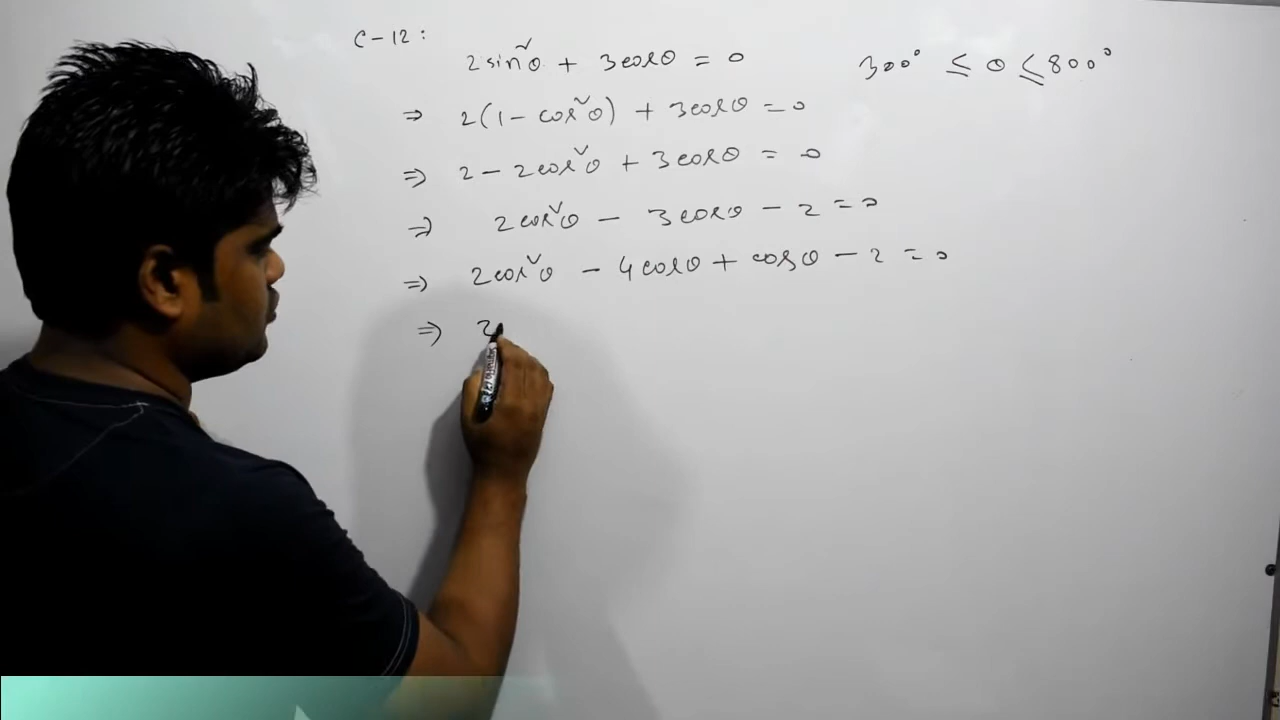 C-12:
2sin²θ + 3cosθ = 0 300° ≤ θ ≤ 800°
⇒ 2(1 - cos²θ) + 3cosθ = 0
⇒ 2 - 2cos²θ + 3cosθ = 0
⇒ 2cos²θ - 3cosθ - 2 = 0
⇒ 2cos²θ - 4cosθ + cosθ - 2 = 0
⇒ 2